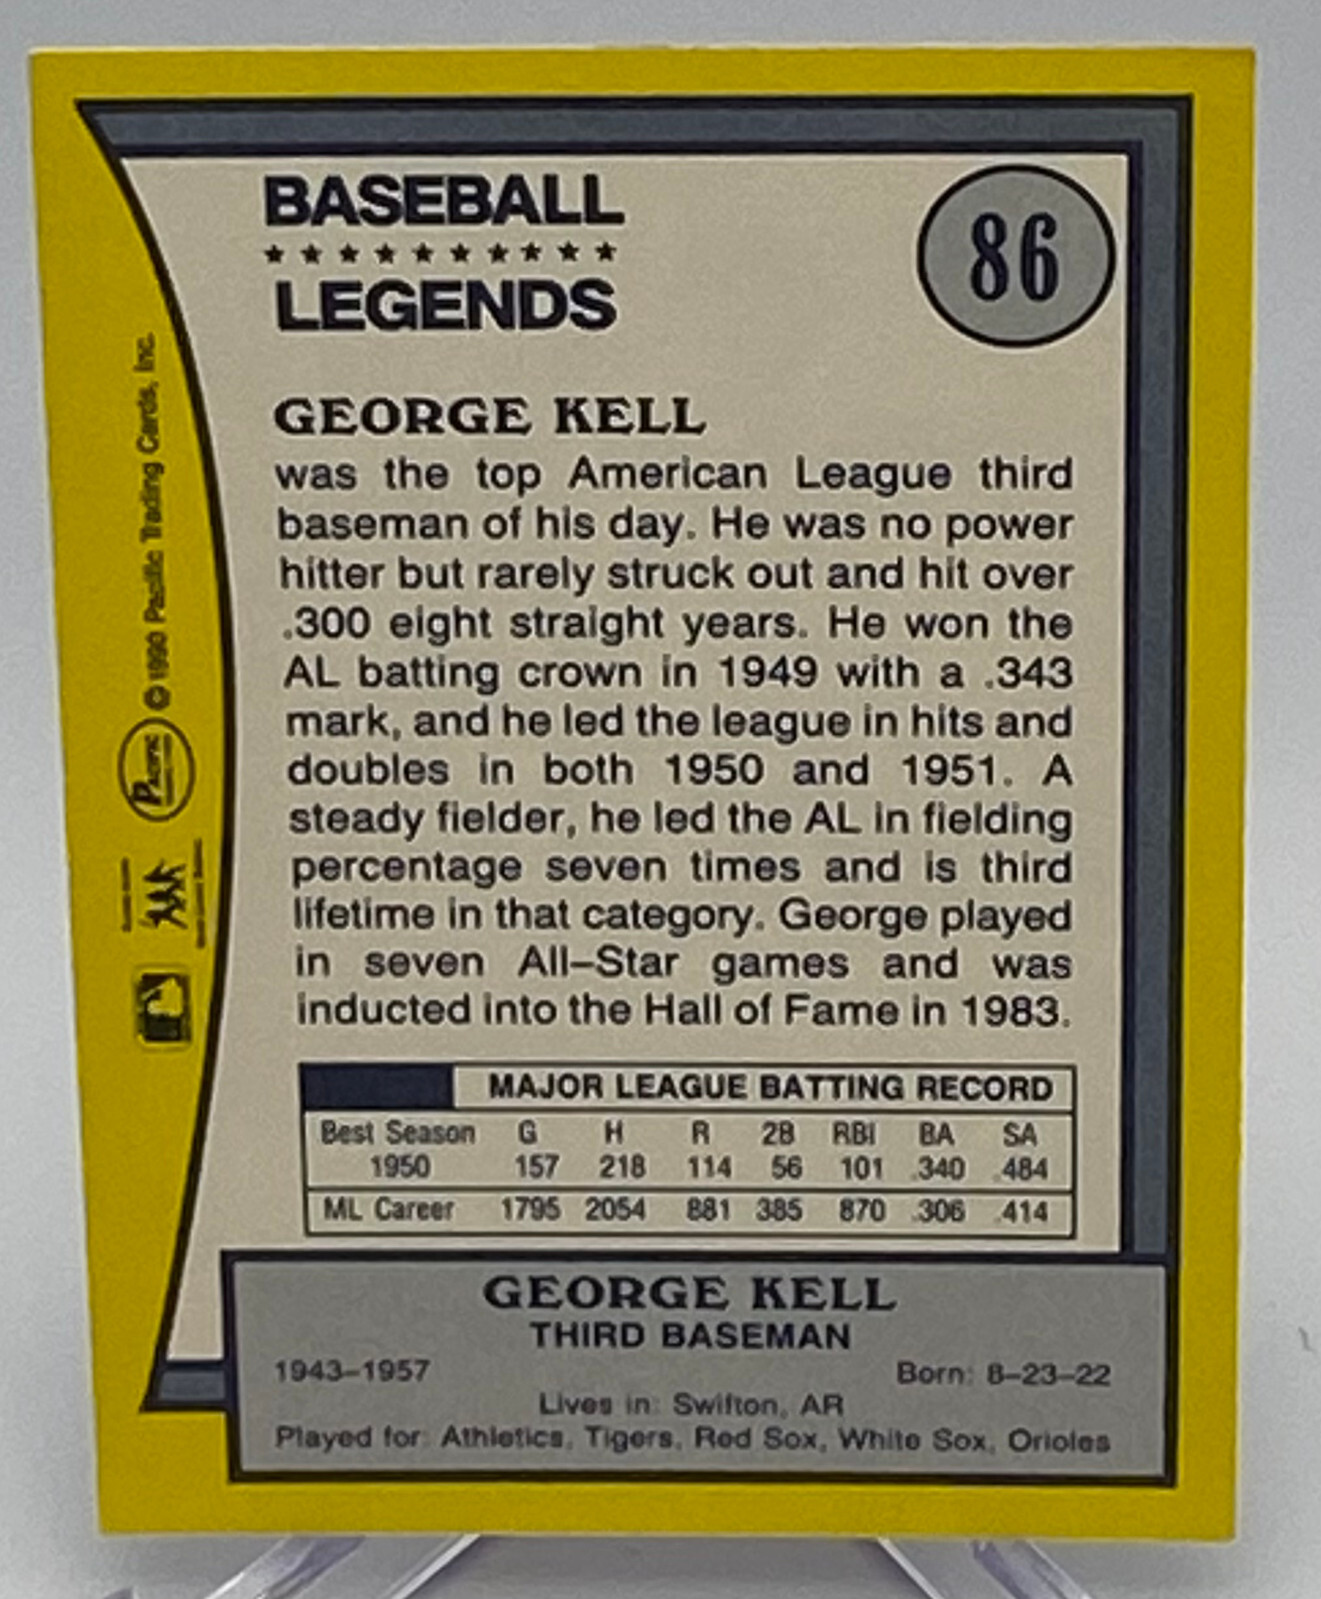 BASEBALL
★★★★★★★★★★
LEGENDS
86
GEORGE KELL
was the top American League third
baseman of his day. He was no power
hitter but rarely struck out and hit over
.300 eight straight years. He won the
AL batting crown in 1949 with a .343
mark, and he led the league in hits and
doubles in both 1950 and 1951. A
steady fielder, he led the AL in fielding
percentage seven times and is third
lifetime in that category. George played
in seven All–Star games and was
inducted into the Hall of Fame in 1983.
MAJOR LEAGUE BATTING RECORD
Best Season G H R 2B RBI BA SA
1950 157 218 114 56 101 .340 .484
ML Career 1795 2054 881 385 870 .306 .414
GEORGE KELL
THIRD BASEMAN
1943–1957 Born: 8–23–22
Lives in: Swifton, AR
Played for: Athletics, Tigers, Red Sox, White Sox, Orioles
PACIFIC © 1990 Pacific Trading Cards, Inc.